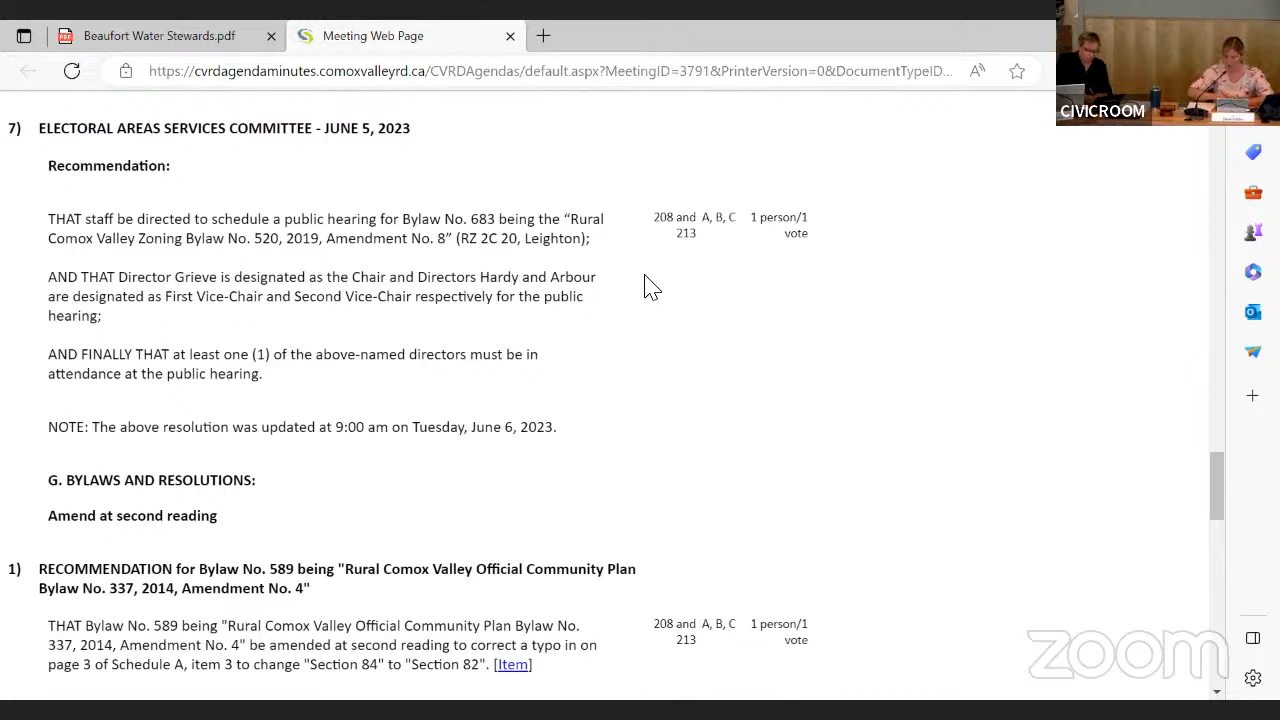 Beaufort Water Stewards.pdf
Meeting Web Page
https://cvrdagendaminutes.comoxvalleyrd.ca/CVRDAgendas/default.aspx?MeetingID=3791&PrinterVersion=0&DocumentTypeID...
CIVICROOM
7) ELECTORAL AREAS SERVICES COMMITTEE - JUNE 5, 2023
Recommendation:
THAT staff be directed to schedule a public hearing for Bylaw No. 683 being the “Rural 208 and A, B, C 1 person/1
Comox Valley Zoning Bylaw No. 520, 2019, Amendment No. 8” (RZ 2C 20, Leighton); 213 vote
AND THAT Director Grieve is designated as the Chair and Directors Hardy and Arbour
are designated as First Vice-Chair and Second Vice-Chair respectively for the public
hearing;
AND FINALLY THAT at least one (1) of the above-named directors must be in
attendance at the public hearing.
NOTE: The above resolution was updated at 9:00 am on Tuesday, June 6, 2023.
G. BYLAWS AND RESOLUTIONS:
Amend at second reading
1) RECOMMENDATION for Bylaw No. 589 being "Rural Comox Valley Official Community Plan
Bylaw No. 337, 2014, Amendment No. 4"
THAT Bylaw No. 589 being "Rural Comox Valley Official Community Plan Bylaw No. 208 and A, B, C 1 person/1
337, 2014, Amendment No. 4" be amended at second reading to correct a typo in on 213 vote
page 3 of Schedule A, item 3 to change "Section 84" to "Section 82". [Item]
zoom